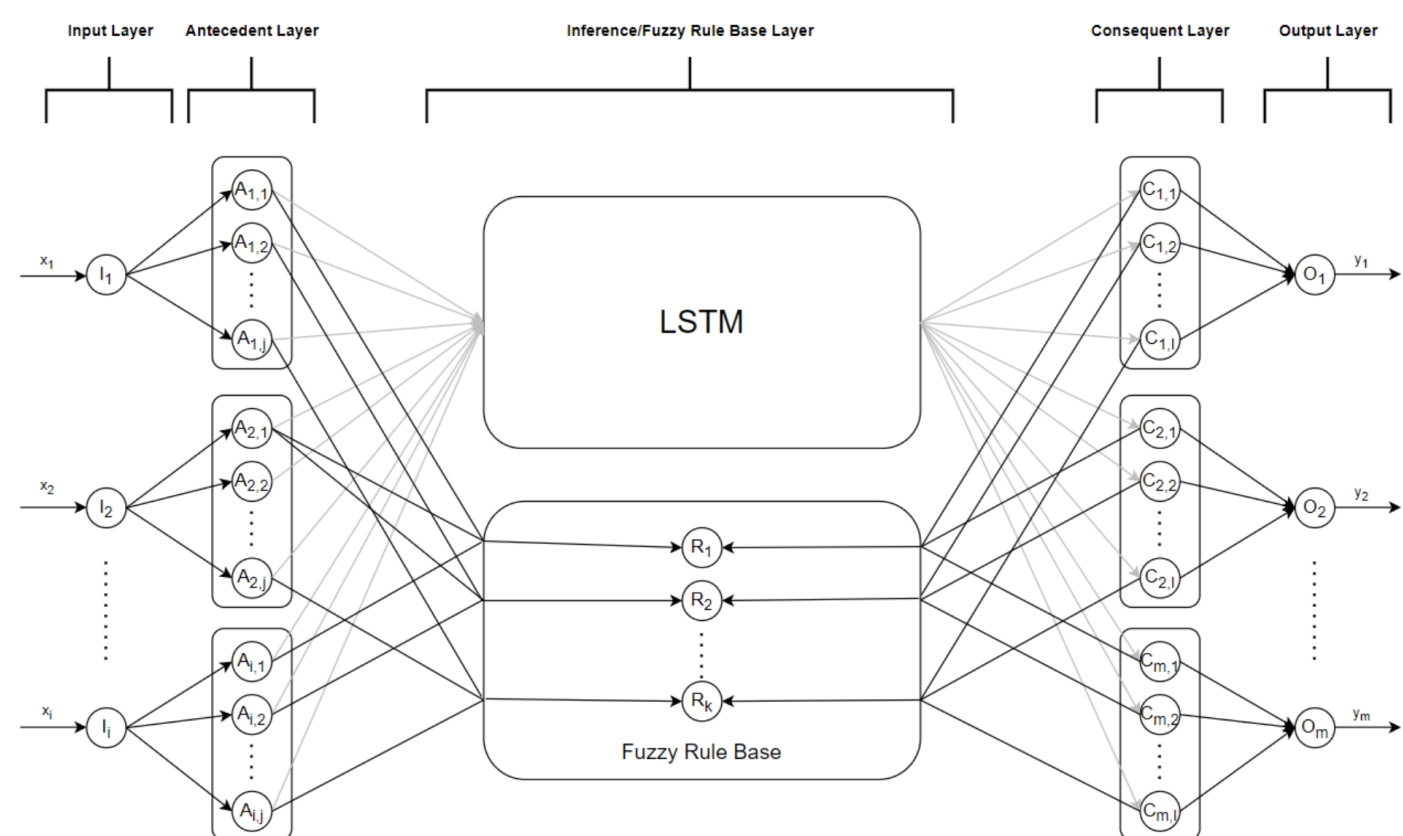 Input Layer Antecedent Layer Inference/Fuzzy Rule Base Layer Consequent Layer Output Layer
x1 I1 A1,1 A1,2 A1,j
x2 I2 A2,1 A2,2 A2,j
xi Ii Ai,1 Ai,2 Ai,j
LSTM
R1
R2
Rk
Fuzzy Rule Base
C1,1 C1,2 C1,l O1 y1
C2,1 C2,2 C2,l O2 y2
Cm,1 Cm,2 Cm,l Om ym